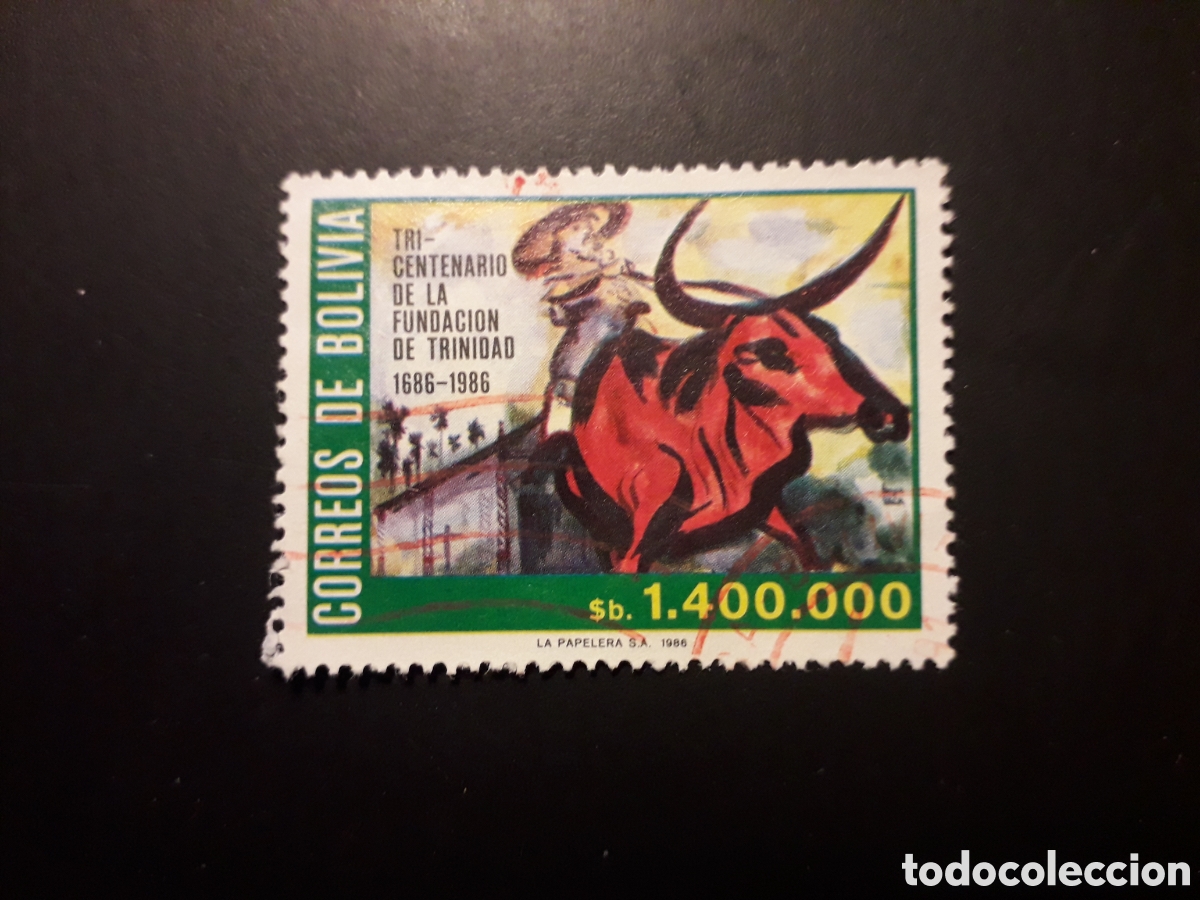 CORREOS DE BOLIVIA
TRI-
CENTENARIO
DE LA
FUNDACION
DE TRINIDAD
1686-1986
$b. 1.400.000
LA PAPELERA S.A. 1986
todocoleccion